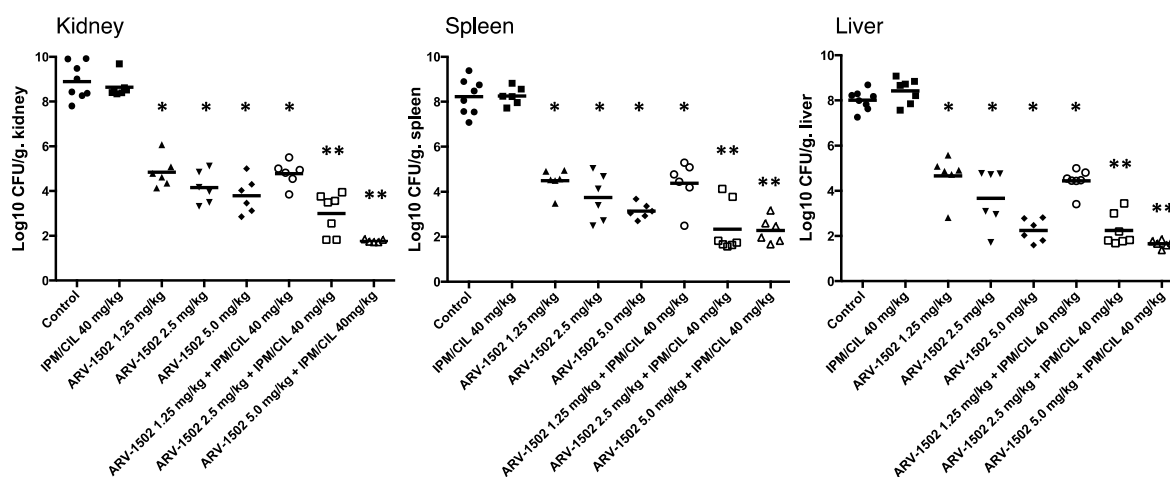 Kidney
Log10 CFU/g. kidney
10
8
6
4
2
0
* * * * ** **
Control
IPM/CIL 40 mg/kg
ARV-1502 1.25 mg/kg
ARV-1502 2.5 mg/kg
ARV-1502 5.0 mg/kg
ARV-1502 1.25 mg/kg + IPM/CIL 40 mg/kg
ARV-1502 2.5 mg/kg + IPM/CIL 40 mg/kg
ARV-1502 5.0 mg/kg + IPM/CIL 40mg/kg
Spleen
Log10 CFU/g. spleen
10
8
6
4
2
0
* * * * ** **
Control
IPM/CIL 40 mg/kg
ARV-1502 1.25 mg/kg
ARV-1502 2.5 mg/kg
ARV-1502 5.0 mg/kg
ARV-1502 1.25 mg/kg + IPM/CIL 40 mg/kg
ARV-1502 2.5 mg/kg + IPM/CIL 40 mg/kg
ARV-1502 5.0 mg/kg + IPM/CIL 40 mg/kg
Liver
Log10 CFU/g. liver
10
8
6
4
2
0
* * * * ** **
Control
IPM/CIL 40 mg/kg
ARV-1502 1.25 mg/kg
ARV-1502 2.5 mg/kg
ARV-1502 5.0 mg/kg
ARV-1502 1.25 mg/kg + IPM/CIL 40 mg/kg
ARV-1502 2.5 mg/kg + IPM/CIL 40 mg/kg
ARV-1502 5.0 mg/kg + IPM/CIL 40 mg/kg